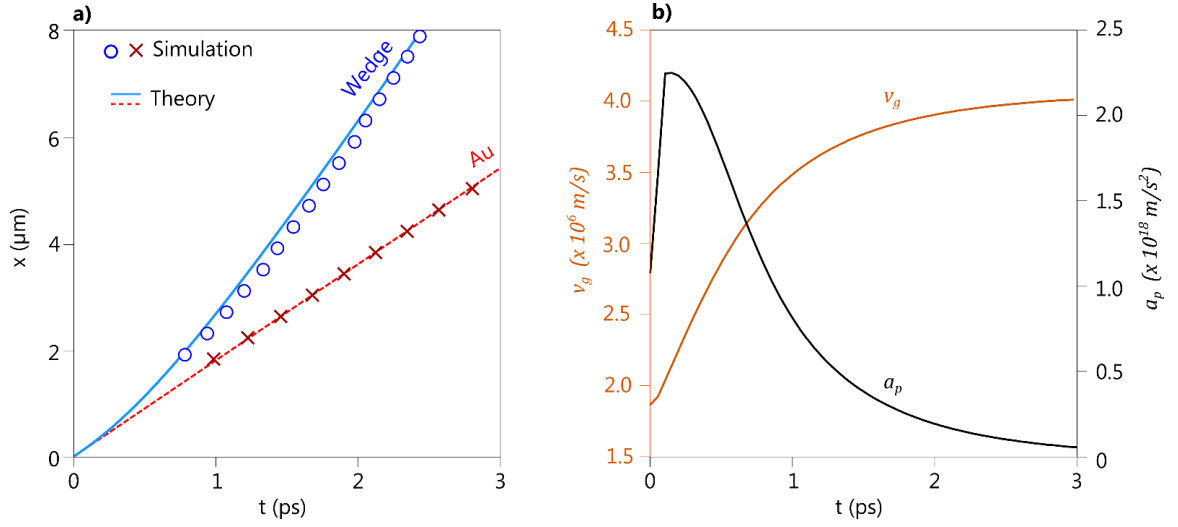 a)
8
6
4
2
0
x (μm)
Simulation
Theory
Wedge
Au
0
1
2
3
t (ps)
b)
4.5
4.0
3.5
3.0
2.5
2.0
1.5
v_g (x 10^6 m/s)
v_g
a_p
2.5
2.0
1.5
1.0
0.5
0
a_p (x 10^18 m/s^2)
0
1
2
3
t (ps)